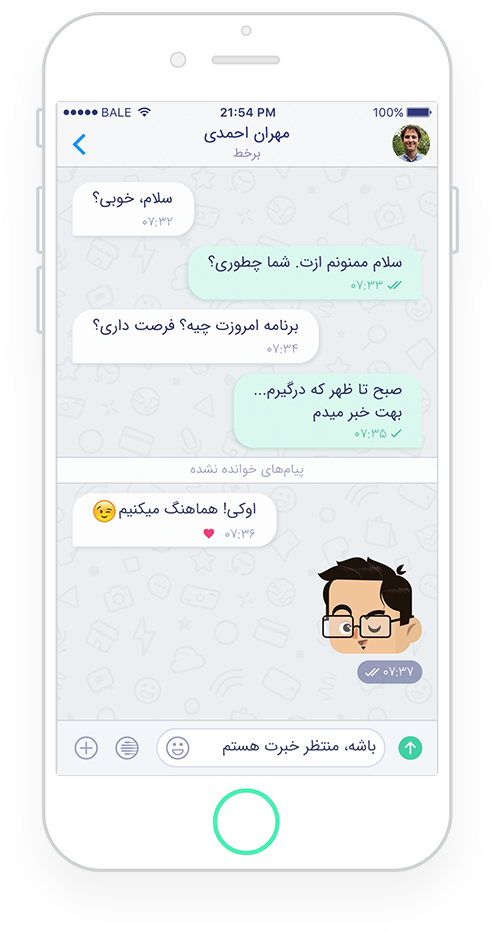 BALE 21:54 PM 100%
مهران احمدی
برخط
سلام، خوبی؟
۰۷:۳۲
سلام ممنونم ازت. شما چطوری؟
۰۷:۳۳
برنامه امروزت چیه؟ فرصت داری؟
۰۷:۳۴
صبح تا ظهر که درگیرم...
بهت خبر میدم
۰۷:۳۵
پیام‌های خوانده نشده
اوکی! هماهنگ میکنیم😉
۰۷:۳۶
۰۷:۳۷
باشه، منتظر خبرت هستم